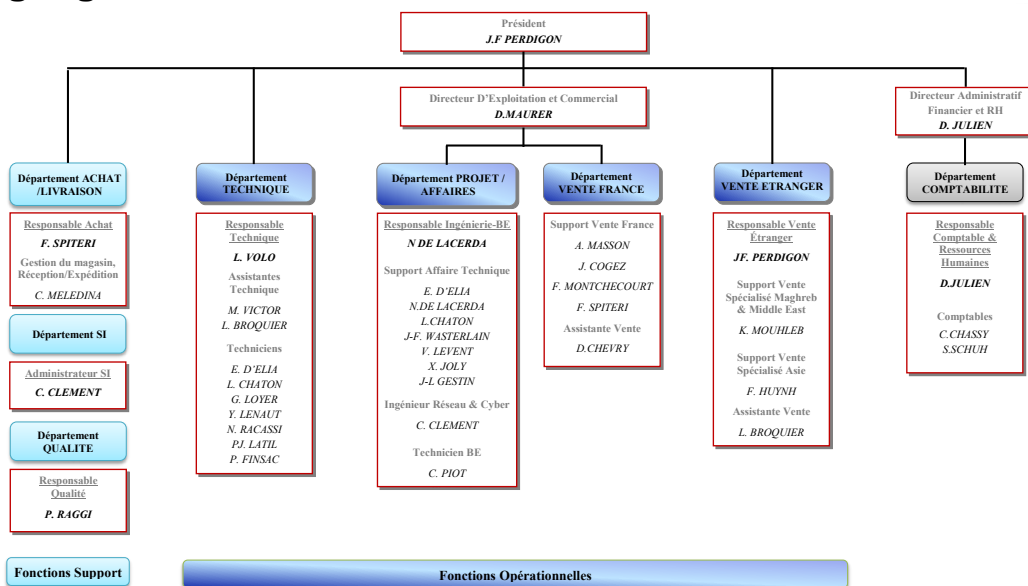 Président
J.F PERDIGON
Directeur D'Exploitation et Commercial
D.MAURER
Directeur Administratif
Financier et RH
D. JULIEN
Département ACHAT
/LIVRAISON
Responsable Achat
F. SPITERI
Gestion du magasin,
Réception/Expédition
C. MELEDINA
Département SI
Administrateur SI
C. CLEMENT
Département
QUALITE
Responsable
Qualité
P. RAGGI
Département
TECHNIQUE
Responsable
Technique
L. VOLO
Assistantes
Technique
M. VICTOR
L. BROQUIER
Techniciens
E. D'ELIA
L. CHATON
G. LOYER
Y. LENAUT
N. RACASSI
PJ. LATIL
P. FINSAC
Département PROJET /
AFFAIRES
Responsable Ingénierie-BE
N DE LACERDA
Support Affaire Technique
E. D'ELIA
N.DE LACERDA
L.CHATON
J-F. WASTERLAIN
V. LEVENT
X. JOLY
J-L GESTIN
Ingénieur Réseau & Cyber
C. CLEMENT
Technicien BE
C. PIOT
Département
VENTE FRANCE
Support Vente France
A. MASSON
J. COGEZ
F. MONTCHECOURT
F. SPITERI
Assistante Vente
D.CHEVRY
Département
VENTE ETRANGER
Responsable Vente
Étranger
JF. PERDIGON
Support Vente
Spécialisé Maghreb
& Middle East
K. MOUHLEB
Support Vente
Spécialisé Asie
F. HUYNH
Assistante Vente
L. BROQUIER
Département
COMPTABILITE
Responsable
Comptable &
Ressources
Humaines
D.JULIEN
Comptables
C.CHASSY
S.SCHUH
Fonctions Support
Fonctions Opérationnelles